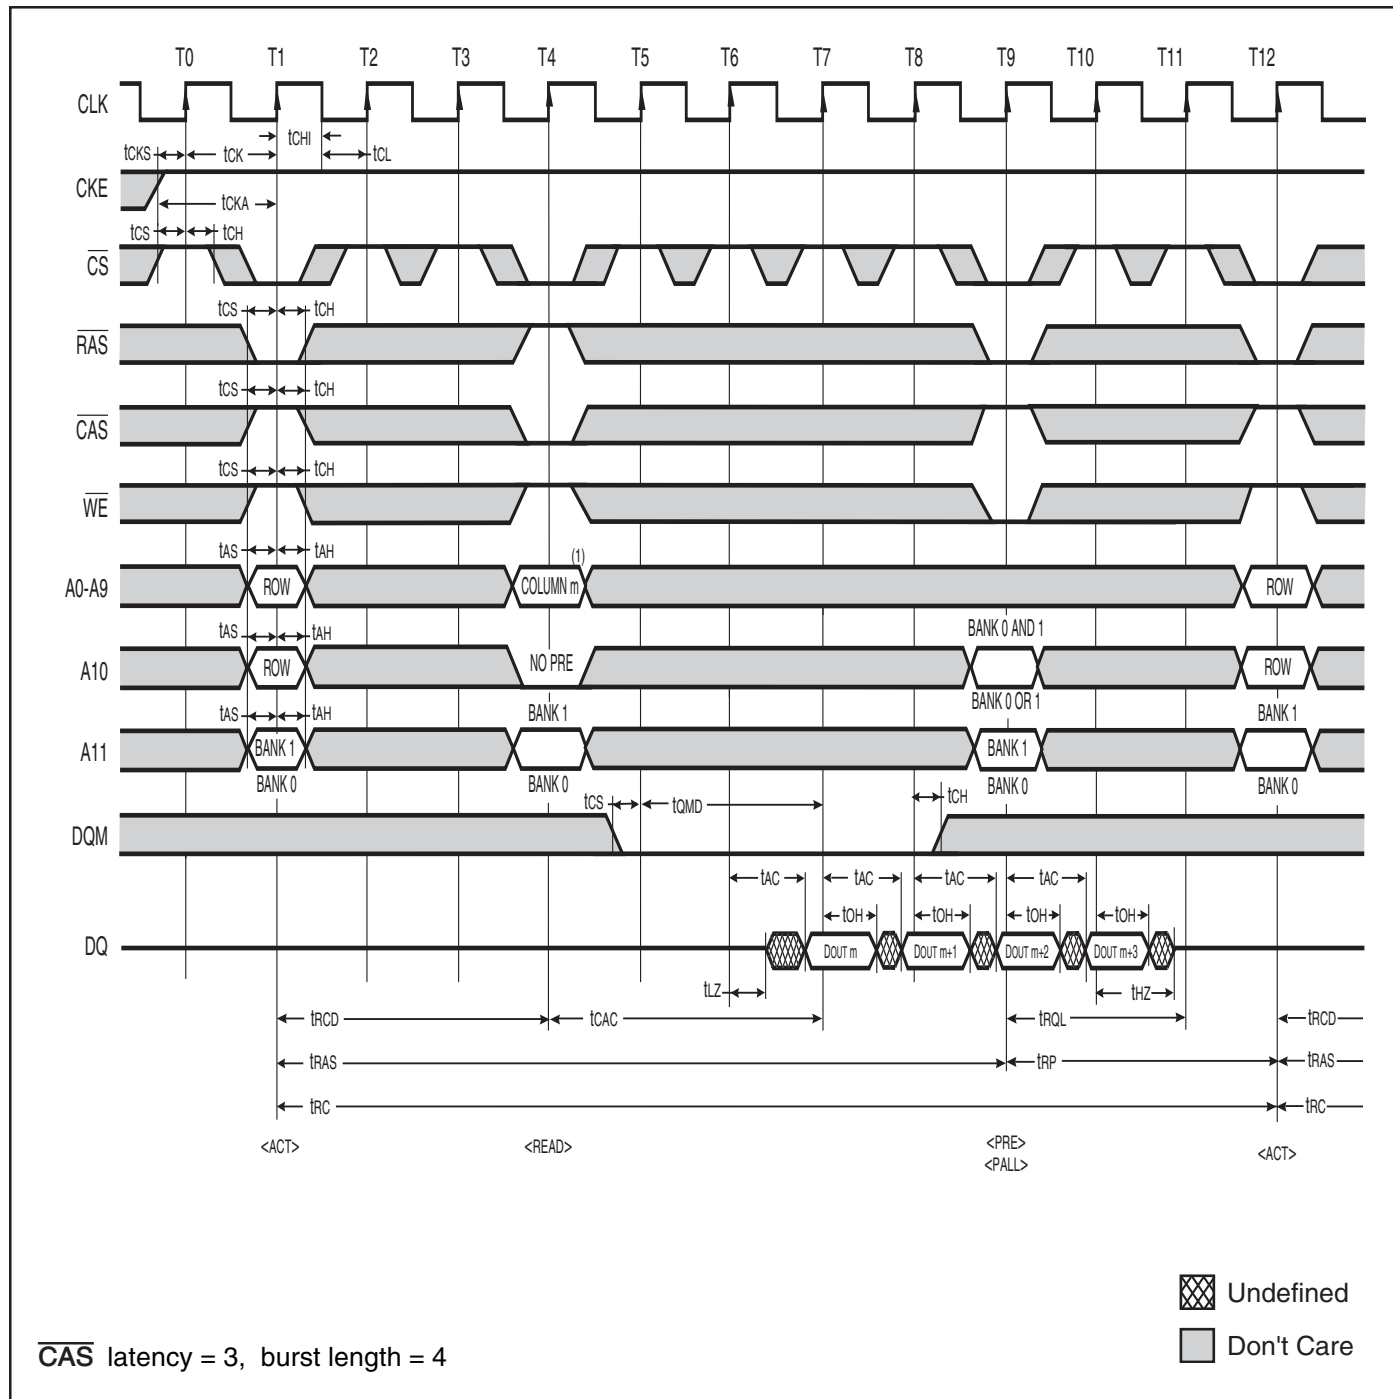 T0 T1 T2 T3 T4 T5 T6 T7 T8 T9 T10 T11 T12
CLK
tCHI
tCKS tCK tCL
CKE
tCKA
tCS tCH
CS
tCS tCH
RAS
tCS tCH
CAS
tCS tCH
WE
tAS tAH (1)
A0-A9 ROW COLUMN m ROW
tAS tAH BANK 0 AND 1
A10 ROW NO PRE ROW
BANK 0 OR 1
tAS tAH BANK 1 BANK 1
A11 BANK 1 BANK 1
BANK 0 BANK 0 BANK 0 BANK 0
tCS tQMD tCH
DQM
tAC tAC tAC tAC
tOH tOH tOH tOH
DQ DOUT m DOUT m+1 DOUT m+2 DOUT m+3
tLZ tHZ
tRCD tCAC tRQL tRCD
tRAS tRP tRAS
tRC tRC
<ACT> <READ> <PRE> <ACT>
<PALL>
Undefined
Don't Care
CAS latency = 3, burst length = 4